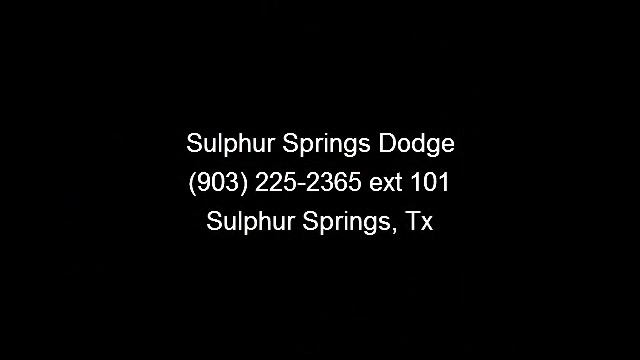 Sulphur Springs Dodge
(903) 225-2365 ext 101
Sulphur Springs, Tx